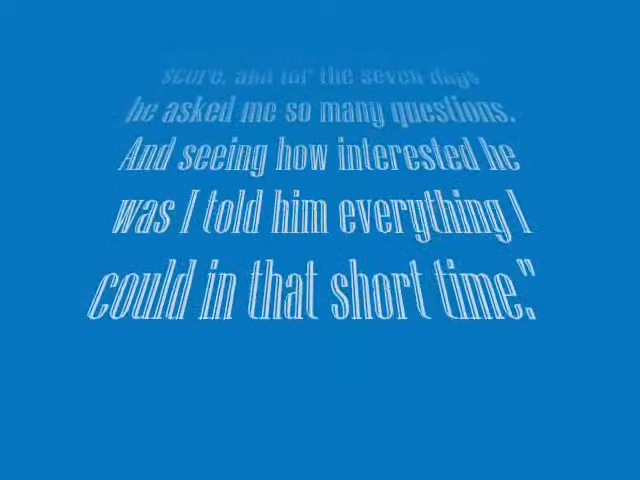 score, and for the seven days
he asked me so many questions.
And seeing how interested he
was I told him everything I
could in that short time."